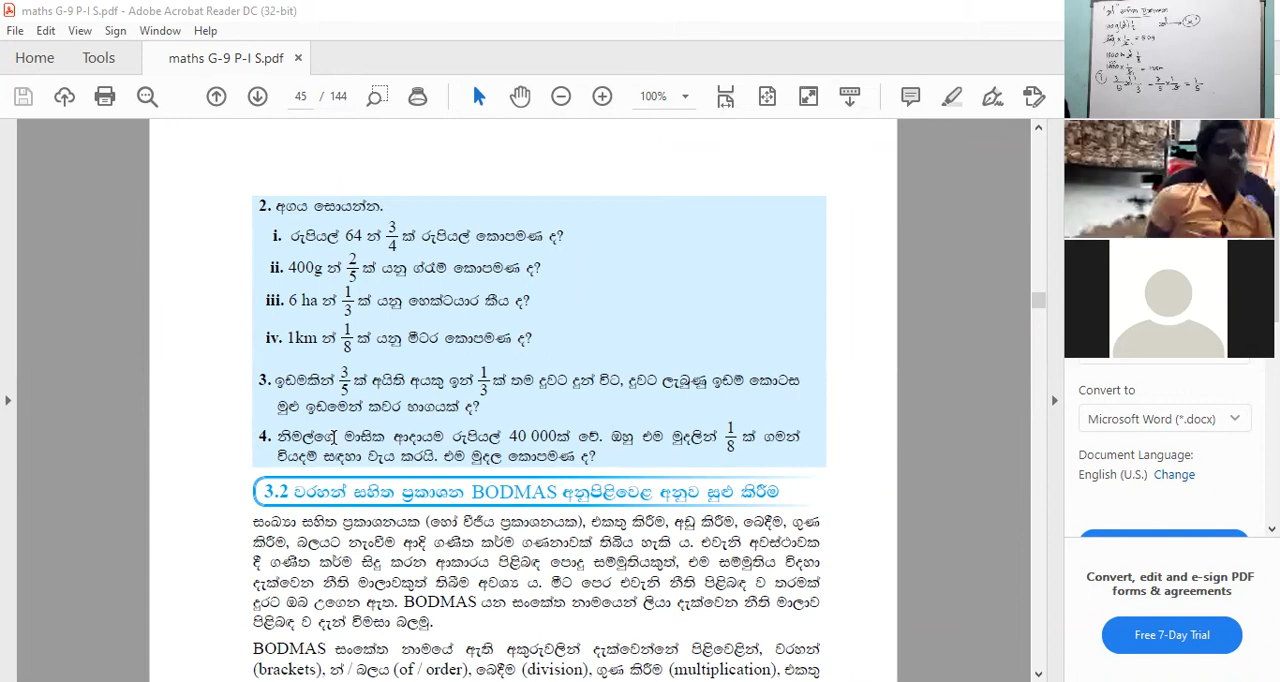 maths G-9 P-I S.pdf - Adobe Acrobat Reader DC (32-bit)
File Edit View Sign Window Help
Home Tools maths G-9 P-I S.pdf ×
45 / 144 100%
2. අගය සොයන්න.
i. රුපියල් 64 න් 3/4 ක් රුපියල් කොපමණ ද?
ii. 400g න් 2/5 ක් යනු ග්රෑම් කොපමණ ද?
iii. 6 ha න් 1/3 ක් යනු හෙක්ටයාර කීය ද?
iv. 1km න් 1/8 ක් යනු මීටර කොපමණ ද?
3. ඉඩමකින් 3/5 ක් අයිති අයකු ඉන් 1/3 ක් තම දුවට දුන් විට, දුවට ලැබුණු ඉඩම් කොටස
මුළු ඉඩමෙන් කවර භාගයක් ද?
4. නිමල්ගේ මාසික ආදායම රුපියල් 40 000ක් වේ. ඔහු එම මුදලින් 1/8 ක් ගමන්
වියදම් සඳහා වැය කරයි. එම මුදල කොපමණ ද?
3.2 වරහන් සහිත ප්‍රකාශන BODMAS අනුපිළිවෙළ අනුව සුළු කිරීම
සංඛ්‍යා සහිත ප්‍රකාශනයක (හෝ වීජීය ප්‍රකාශනයක), එකතු කිරීම, අඩු කිරීම, බෙදීම, ගුණ
කිරීම, බලයට නැංවීම ආදි ගණිත කර්ම ගණනාවක් තිබිය හැකි ය. එවැනි අවස්ථාවක
දී ගණිත කර්ම සිදු කරන ආකාරය පිළිබඳ පොදු සම්මුතියකුත්, එම සම්මුතිය විදහා
දැක්වෙන නීති මාලාවකුත් තිබීම අවශ්‍ය ය. මීට පෙර එවැනි නීති පිළිබඳ ව තරමක්
දුරට ඔබ උගෙන ඇත. BODMAS යන සංකේත නාමයෙන් ලියා දැක්වෙන නීති මාලාව
පිළිබඳ ව දැන් විමසා බලමු.
BODMAS සංකේත නාමයේ ඇති අකුරුවලින් දැක්වෙන්නේ පිළිවෙළින්, වරහන්
(brackets), න් / බලය (of / order), බෙදීම (division), ගුණ කිරීම (multiplication), එකතු
Convert to
Microsoft Word (*.docx)
Document Language:
English (U.S.) Change
Convert, edit and e-sign PDF
forms & agreements
Free 7-Day Trial